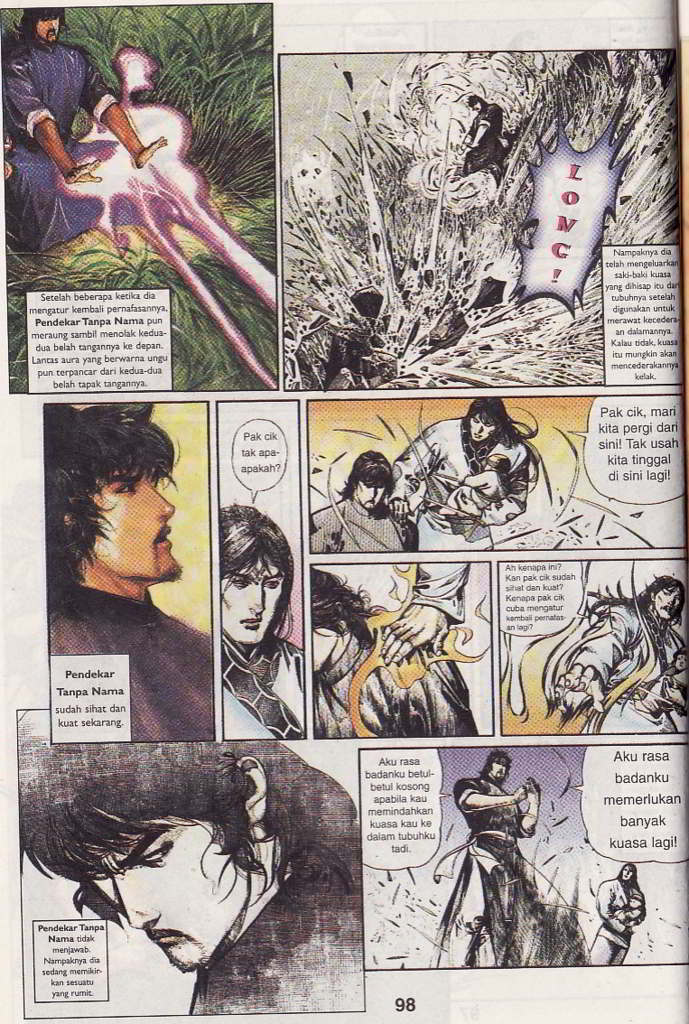 Setelah beberapa ketika dia
mengatur kembali pernafasannya,
Pendekar Tanpa Nama pun
meraung sambil menolak kedua-
dua belah tangannya ke depan.
Lantas aura yang berwarna ungu
pun terpancar dari kedua-dua
belah tapak tangannya.
LONG!
Nampaknya dia
telah mengeluarkan
saki-baki kuasa
yang dihisap itu dari
tubuhnya setelah
digunakan untuk
merawat kecedera-
an dalamannya.
Kalau tidak, kuasa
itu mungkin akan
mencederakannya
kelak.
Pendekar
Tanpa Nama
sudah sihat dan
kuat sekarang.
Pak cik
tak apa-
apakah?
Pak cik, mari
kita pergi dari
sini! Tak usah
kita tinggal
di sini lagi!
Ah kenapa ini?
Kan pak cik sudah
sihat dan kuat?
Kenapa pak cik
cuba mengatur
kembali pernafas-
an lagi?
Pendekar Tanpa
Nama tidak
menjawab.
Nampaknya dia
sedang memikir-
kan sesuatu
yang rumit.
Aku rasa
badanku betul-
betul kosong
apabila kau
memindahkan
kuasa kau ke
dalam tubuhku
tadi.
Aku rasa
badanku
memerlukan
banyak
kuasa lagi!
98